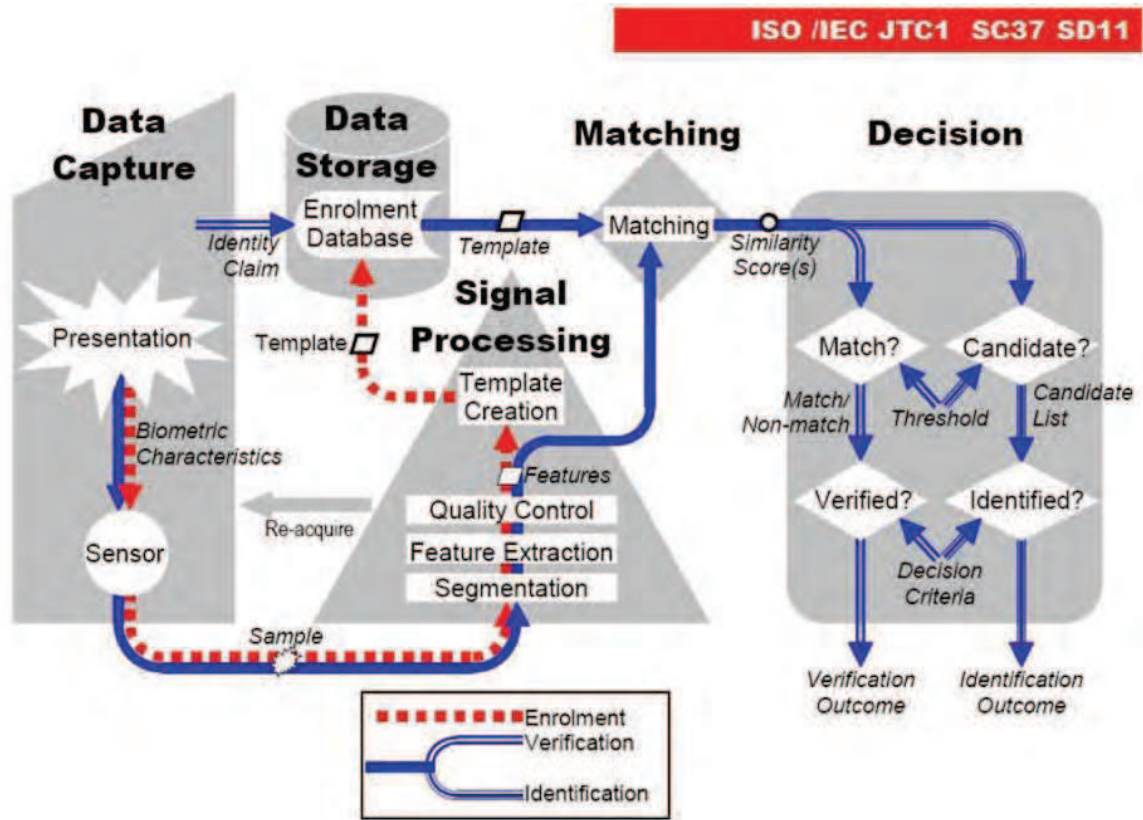 ISO /IEC JTC1 SC37 SD11
Data
Capture
Data
Storage
Matching
Decision
Identity
Claim
Enrolment
Database
Template
Matching
Similarity
Score(s)
Presentation
Template
Signal
Processing
Template
Creation
Match?
Candidate?
Biometric
Characteristics
Features
Match/
Non-match
Threshold
Candidate
List
Re-acquire
Quality Control
Verified?
Identified?
Sensor
Feature Extraction
Segmentation
Decision
Criteria
Sample
Verification
Outcome
Identification
Outcome
Enrolment
Verification
Identification